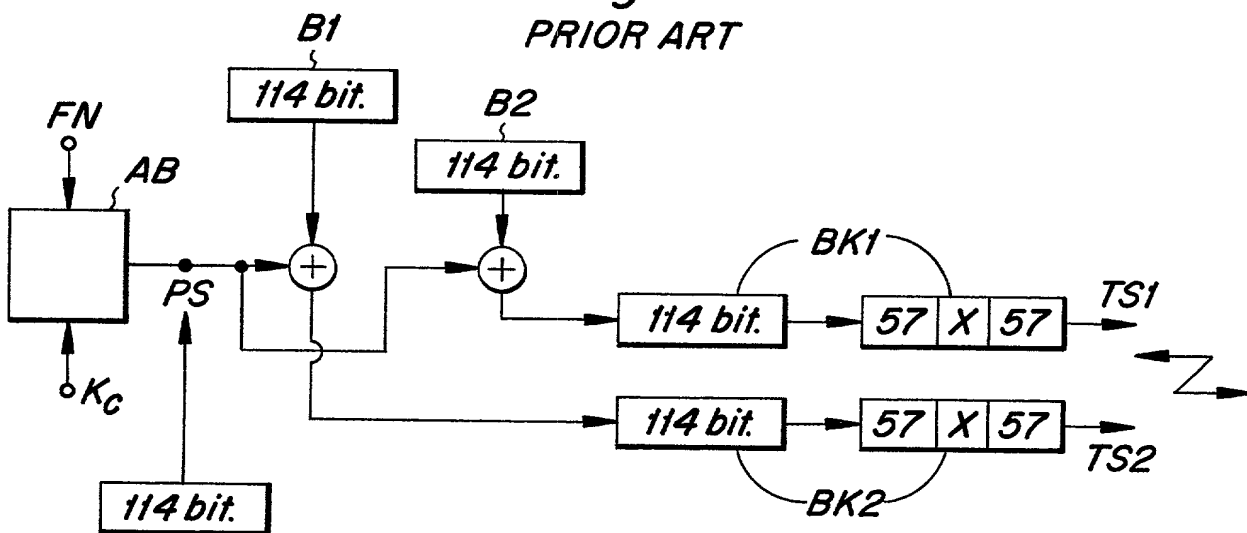 PRIOR ART
B1
114 bit.
B2
114 bit.
FN
AB
PS
Kc
114 bit.
BK1
114 bit.
57 X 57
TS1
114 bit.
57 X 57
TS2
BK2